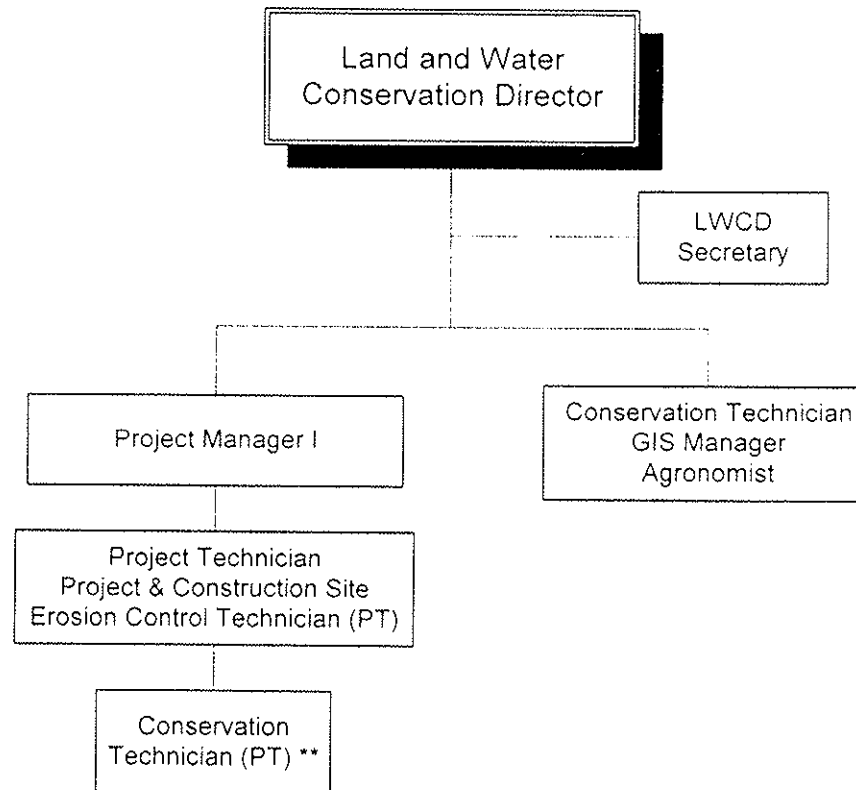 Land and Water
Conservation Director
LWCD
Secretary
Project Manager I
Conservation Technician
GIS Manager
Agronomist
Project Technician
Project & Construction Site
Erosion Control Technician (PT)
Conservation
Technician (PT) **